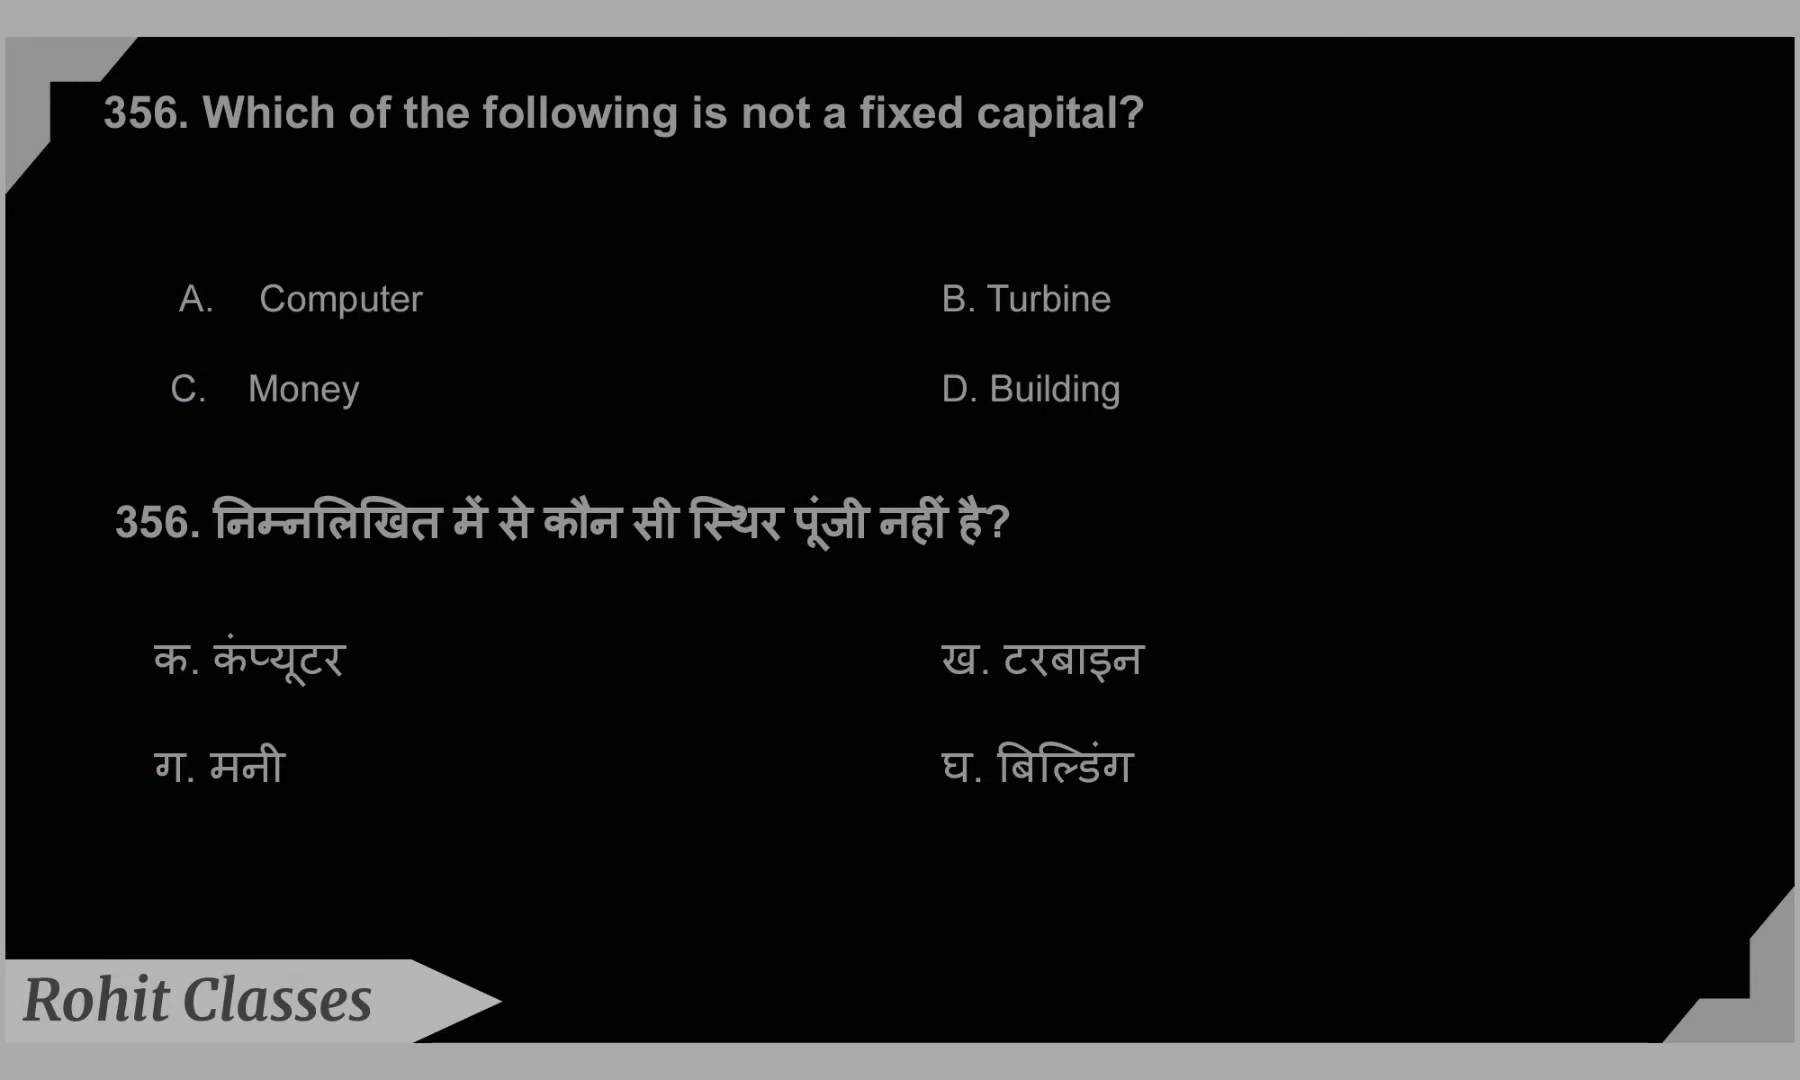 356. Which of the following is not a fixed capital?
A. Computer
B. Turbine
C. Money
D. Building
356. निम्नलिखित में से कौन सी स्थिर पूंजी नहीं है?
क. कंप्यूटर
ख. टरबाइन
ग. मनी
घ. बिल्डिंग
Rohit Classes